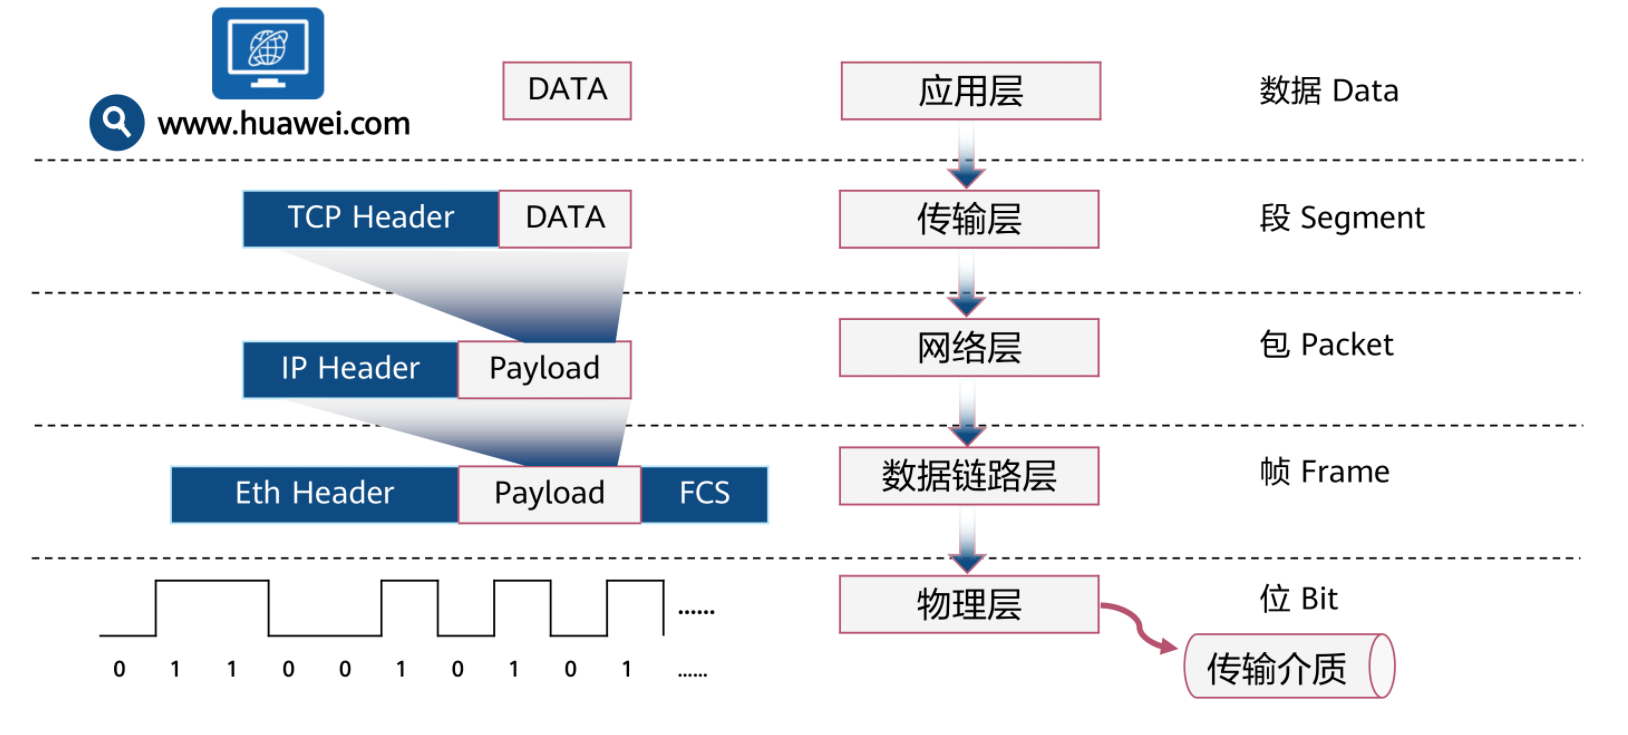 www.huawei.com
DATA
应用层
数据 Data
TCP Header
DATA
传输层
段 Segment
IP Header
Payload
网络层
包 Packet
Eth Header
Payload
FCS
数据链路层
帧 Frame
......
物理层
位 Bit
0 1 1 0 0 1 0 1 0 1 ......
传输介质